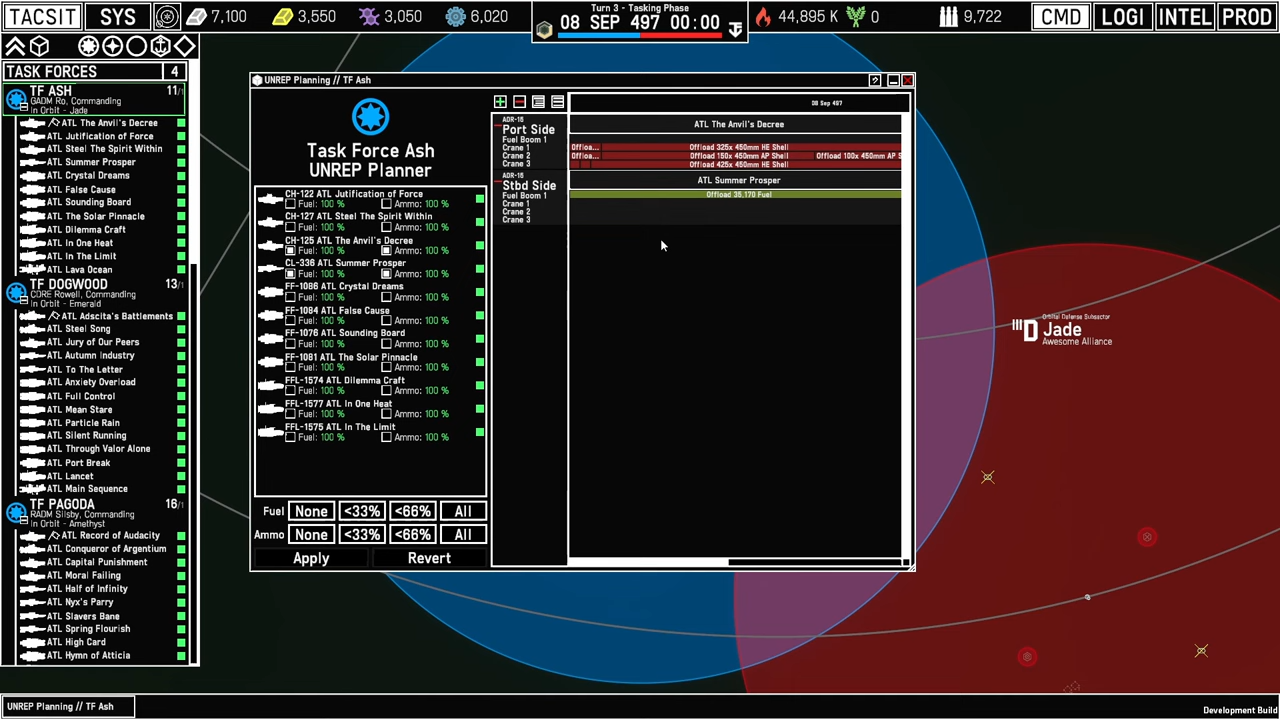 TACSIT
SYS
7,100
3,550
3,050
6,020
Turn 3 - Tasking Phase
08 SEP 497 00:00
44,895 K
0
9,722
CMD
LOGI
INTEL
PROD
TASK FORCES
4
TF ASH
11/1
GADM Ro, Commanding
In Orbit - Jade
ATL The Anvil's Decree
ATL Jutification of Force
ATL Steel The Spirit Within
ATL Summer Prosper
ATL Crystal Dreams
ATL False Cause
ATL Sounding Board
ATL The Solar Pinnacle
ATL Dilemma Craft
ATL In One Heat
ATL In The Limit
ATL Lava Ocean
TF DOGWOOD
13/1
CDRE Rowell, Commanding
In Orbit - Emerald
ATL Adscita's Battlements
ATL Steel Song
ATL Jury of Our Peers
ATL Autumn Industry
ATL To The Letter
ATL Anxiety Overload
ATL Full Control
ATL Mean Stare
ATL Particle Rain
ATL Silent Running
ATL Through Valor Alone
ATL Port Break
ATL Lancet
ATL Main Sequence
TF PAGODA
16/1
RADM Silsby, Commanding
In Orbit - Amethyst
ATL Record of Audacity
ATL Conqueror of Argentium
ATL Capital Punishment
ATL Moral Failing
ATL Half of Infinity
ATL Nyx's Parry
ATL Slavers Bane
ATL Spring Flourish
ATL High Card
ATL Hymn of Atticia
UNREP Planning // TF Ash
?
Task Force Ash
UNREP Planner
CH-122 ATL Jutification of Force
Fuel: 100 % Ammo: 100 %
CH-127 ATL Steel The Spirit Within
Fuel: 100 % Ammo: 100 %
CH-125 ATL The Anvil's Decree
Fuel: 100 % Ammo: 100 %
CL-336 ATL Summer Prosper
Fuel: 100 % Ammo: 100 %
FF-1086 ATL Crystal Dreams
Fuel: 100 % Ammo: 100 %
FF-1084 ATL False Cause
Fuel: 100 % Ammo: 100 %
FF-1076 ATL Sounding Board
Fuel: 100 % Ammo: 100 %
FF-1081 ATL The Solar Pinnacle
Fuel: 100 % Ammo: 100 %
FFL-1574 ATL Dilemma Craft
Fuel: 100 % Ammo: 100 %
FFL-1577 ATL In One Heat
Fuel: 100 % Ammo: 100 %
FFL-1575 ATL In The Limit
Fuel: 100 % Ammo: 100 %
Fuel None <33% <66% All
Ammo None <33% <66% All
Apply
Revert
08 Sep 497
AOR-16
Port Side
Fuel Boom 1
Crane 1
Crane 2
Crane 3
ATL The Anvil's Decree
Offloa... Offload 325x 450mm HE Shell
Offloa... Offload 150x 450mm AP Shell Offload 100x 450mm AP S
Offload 425x 450mm HE Shell
AOR-16
Stbd Side
Fuel Boom 1
Crane 1
Crane 2
Crane 3
ATL Summer Prosper
Offload 35,170 Fuel
Orbital Defense Subsector
D
Jade
Awesome Alliance
UNREP Planning // TF Ash
Development Build